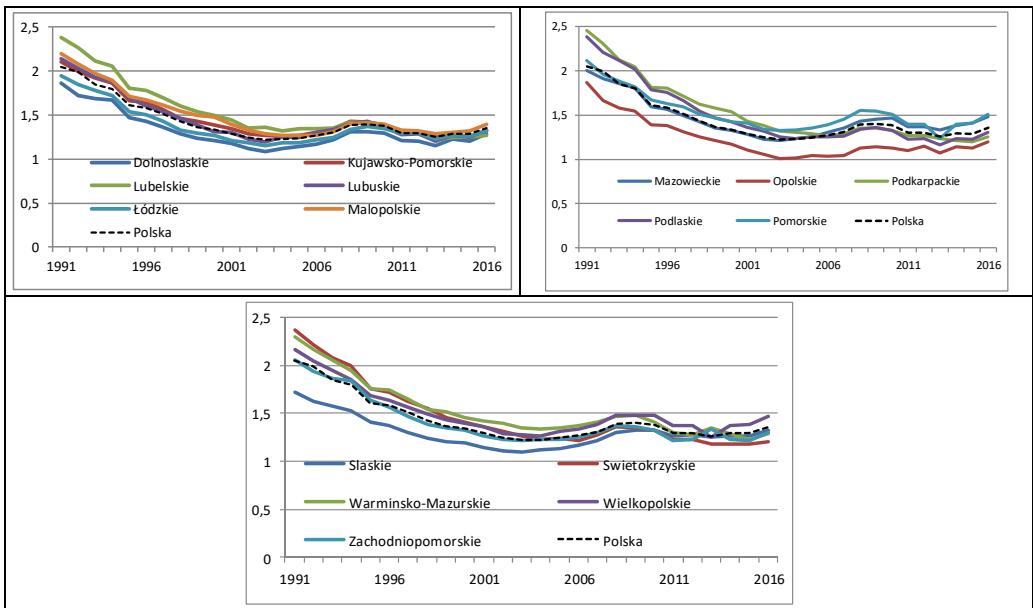 2,5
2
1,5
1
0,5
0
Dolnoslaskie Kujawsko-Pomorskie
Lubelskie Lubuskie
Łódzkie Malopolskie
Polska
1991 1996 2001 2006 2011 2016
2,5
2
1,5
1
0,5
0
Mazowieckie Opolskie Podkarpackie
Podlaskie Pomorskie Polska
1991 1996 2001 2006 2011 2016
2,5
2
1,5
1
0,5
0
Slaskie Swietokrzyskie
Warminsko-Mazurskie Wielkopolskie
Zachodniopomorskie Polska
1991 1996 2001 2006 2011 2016